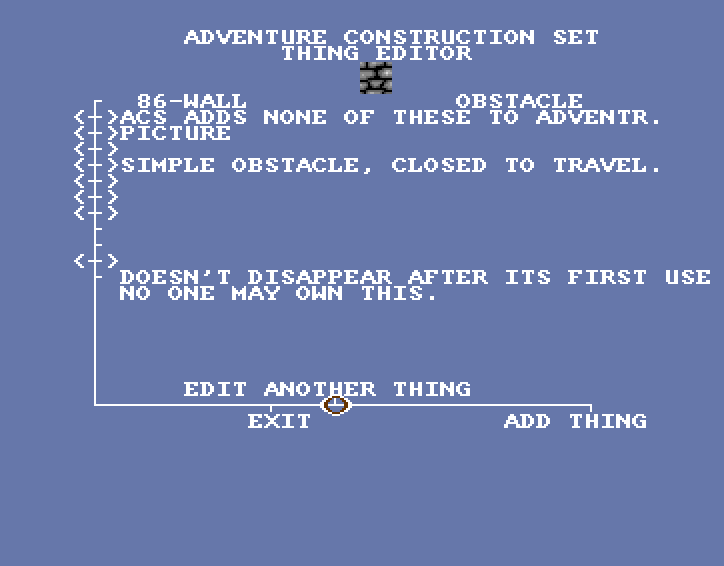 ADVENTURE CONSTRUCTION SET
THING EDITOR
86-WALL OBSTACLE
<+>ACS ADDS NONE OF THESE TO ADVENTR.
<+>PICTURE
<+>
<+>SIMPLE OBSTACLE, CLOSED TO TRAVEL.
<+>
<+>
<+>
<+>
DOESN'T DISAPPEAR AFTER ITS FIRST USE
NO ONE MAY OWN THIS.
EDIT ANOTHER THING
EXIT ADD THING